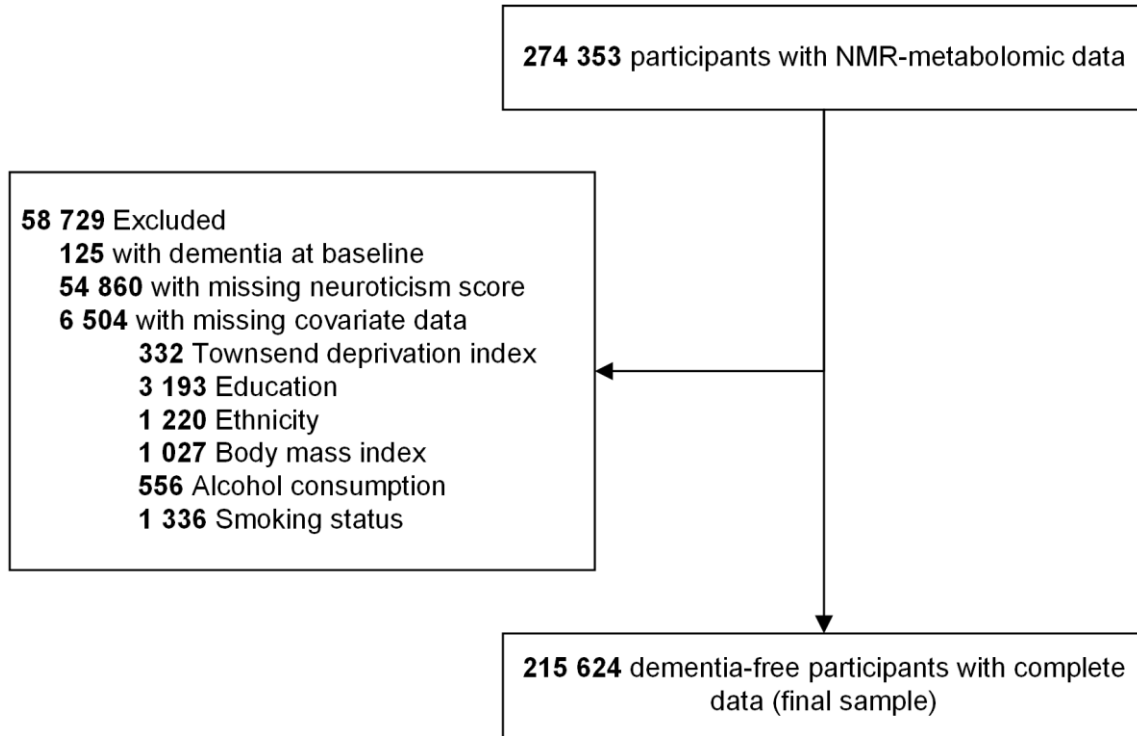 274 353 participants with NMR-metabolomic data
58 729 Excluded
125 with dementia at baseline
54 860 with missing neuroticism score
6 504 with missing covariate data
332 Townsend deprivation index
3 193 Education
1 220 Ethnicity
1 027 Body mass index
556 Alcohol consumption
1 336 Smoking status
215 624 dementia-free participants with complete
data (final sample)